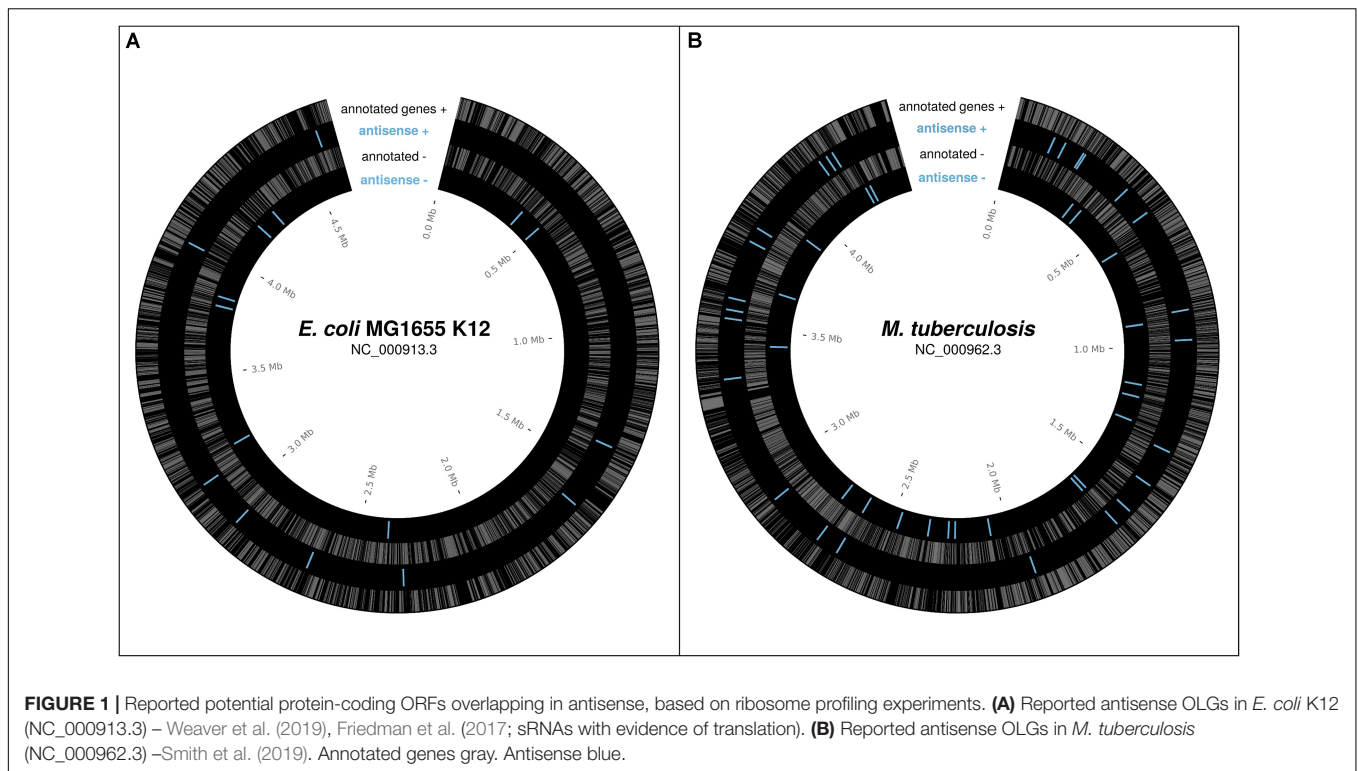 A
annotated genes +
antisense +
annotated -
antisense -
0.0 Mb
0.5 Mb
1.0 Mb
1.5 Mb
2.0 Mb
2.5 Mb
3.0 Mb
3.5 Mb
4.0 Mb
4.5 Mb
E. coli MG1655 K12
NC_000913.3
B
annotated genes +
antisense +
annotated -
antisense -
0.0 Mb
0.5 Mb
1.0 Mb
1.5 Mb
2.0 Mb
2.5 Mb
3.0 Mb
3.5 Mb
4.0 Mb
M. tuberculosis
NC_000962.3
FIGURE 1 | Reported potential protein-coding ORFs overlapping in antisense, based on ribosome profiling experiments. (A) Reported antisense OLGs in E. coli K12
(NC_000913.3) – Weaver et al. (2019), Friedman et al. (2017; sRNAs with evidence of translation). (B) Reported antisense OLGs in M. tuberculosis
(NC_000962.3) –Smith et al. (2019). Annotated genes gray. Antisense blue.